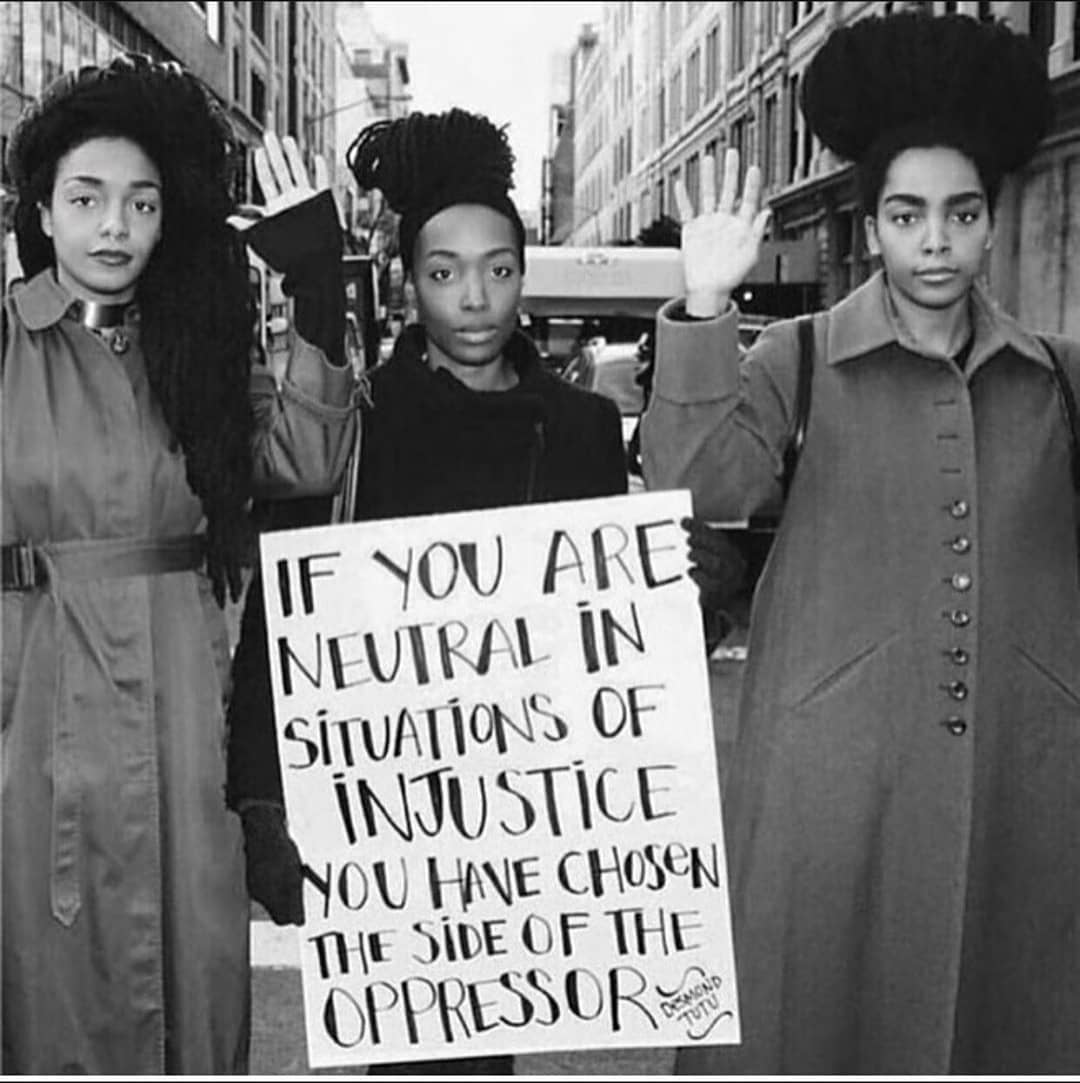 IF YOU ARE
NEUTRAL IN
SITUATIONS OF
INJUSTICE
YOU HAVE CHOSeN
THE SIDE OF THE
OPPRESSOR
DESMOND
TUTU